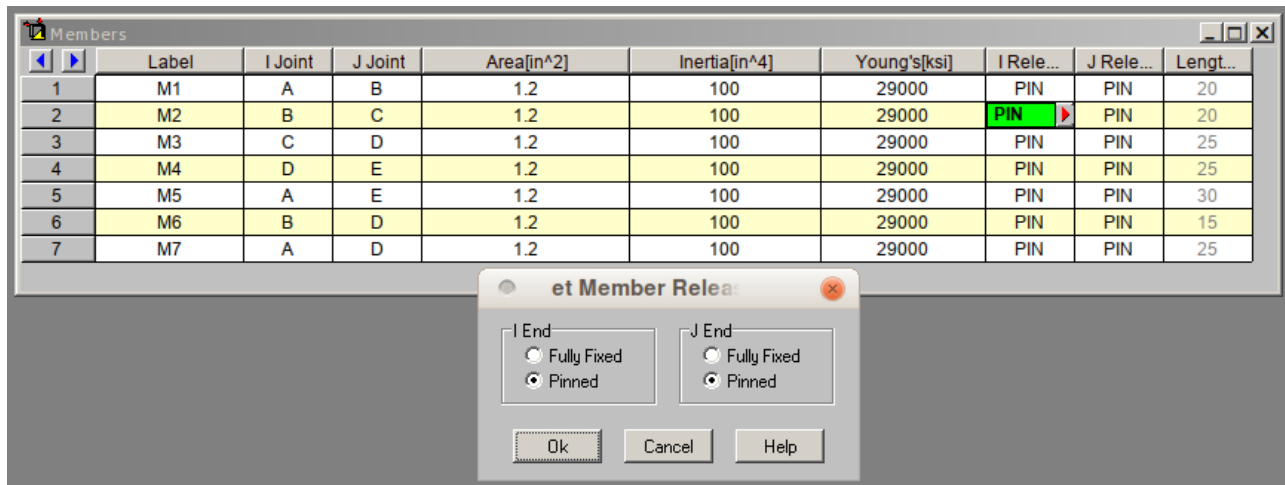 Members
Label I Joint J Joint Area[in^2] Inertia[in^4] Young's[ksi] I Rele... J Rele... Lengt...
1 M1 A B 1.2 100 29000 PIN PIN 20
2 M2 B C 1.2 100 29000 PIN PIN 20
3 M3 C D 1.2 100 29000 PIN PIN 25
4 M4 D E 1.2 100 29000 PIN PIN 25
5 M5 A E 1.2 100 29000 PIN PIN 30
6 M6 B D 1.2 100 29000 PIN PIN 15
7 M7 A D 1.2 100 29000 PIN PIN 25
et Member Releas
I End J End
Fully Fixed Fully Fixed
Pinned Pinned
Ok Cancel Help